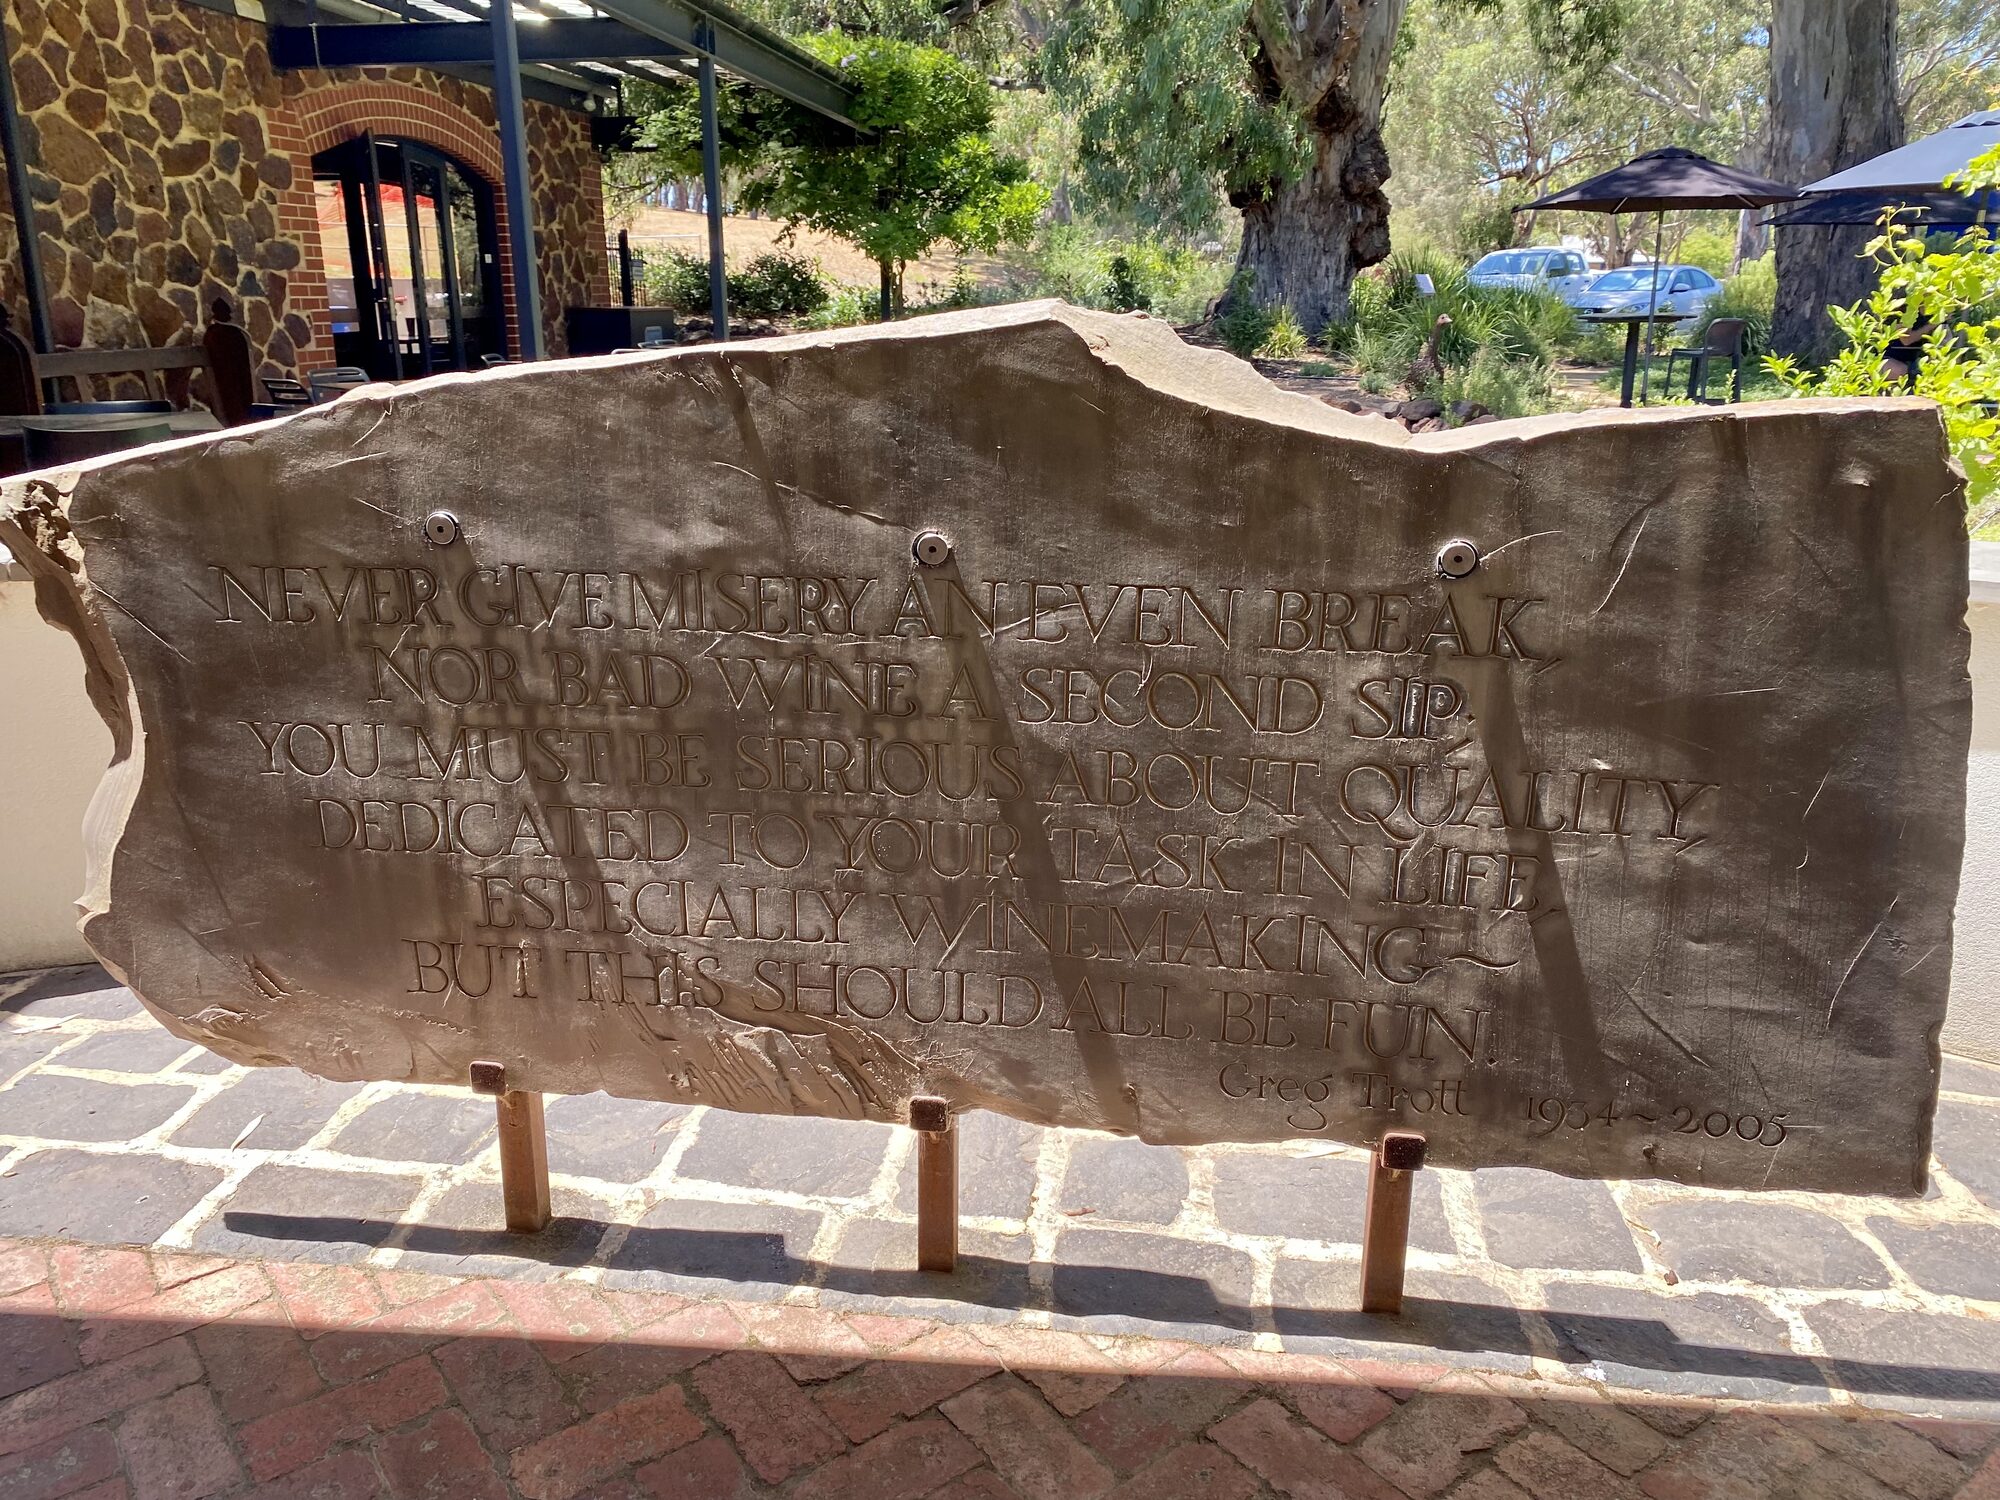 NEVER GIVE MISERY AN EVEN BREAK,
NOR BAD WINE A SECOND SIP;
YOU MUST BE SERIOUS ABOUT QUALITY,
DEDICATED TO YOUR TASK IN LIFE
ESPECIALLY WINEMAKING ~
BUT THIS SHOULD ALL BE FUN.
Greg Trott 1934 ~ 2005